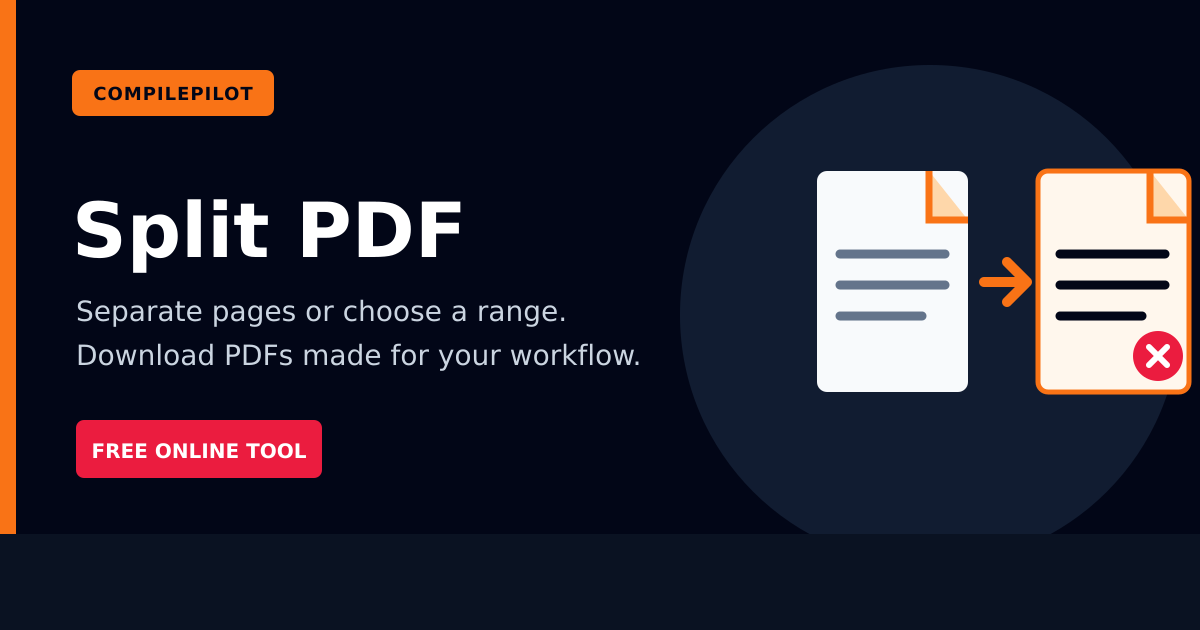 COMPILEPILOT
Split PDF
Separate pages or choose a range.
Download PDFs made for your workflow.
FREE ONLINE TOOL